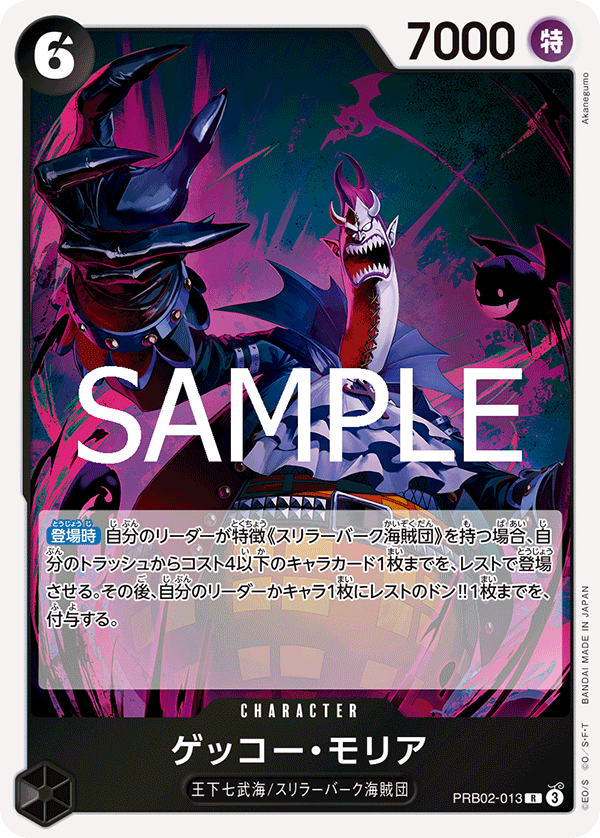 6
7000 特
Akanegumo
SAMPLE
登場時 自分のリーダーが特徴《スリラーバーク海賊団》を持つ場合、自
分のトラッシュからコスト4以下のキャラカード1枚までを、レストで登場
させる。その後、自分のリーダーかキャラ1枚にレストのドン!!1枚までを、
付与する。
CHARACTER
ゲッコー・モリア
王下七武海/スリラーバーク海賊団
PRB02-013 R 3
©E.O/S ©O/S・F・T BANDAI MADE IN JAPAN